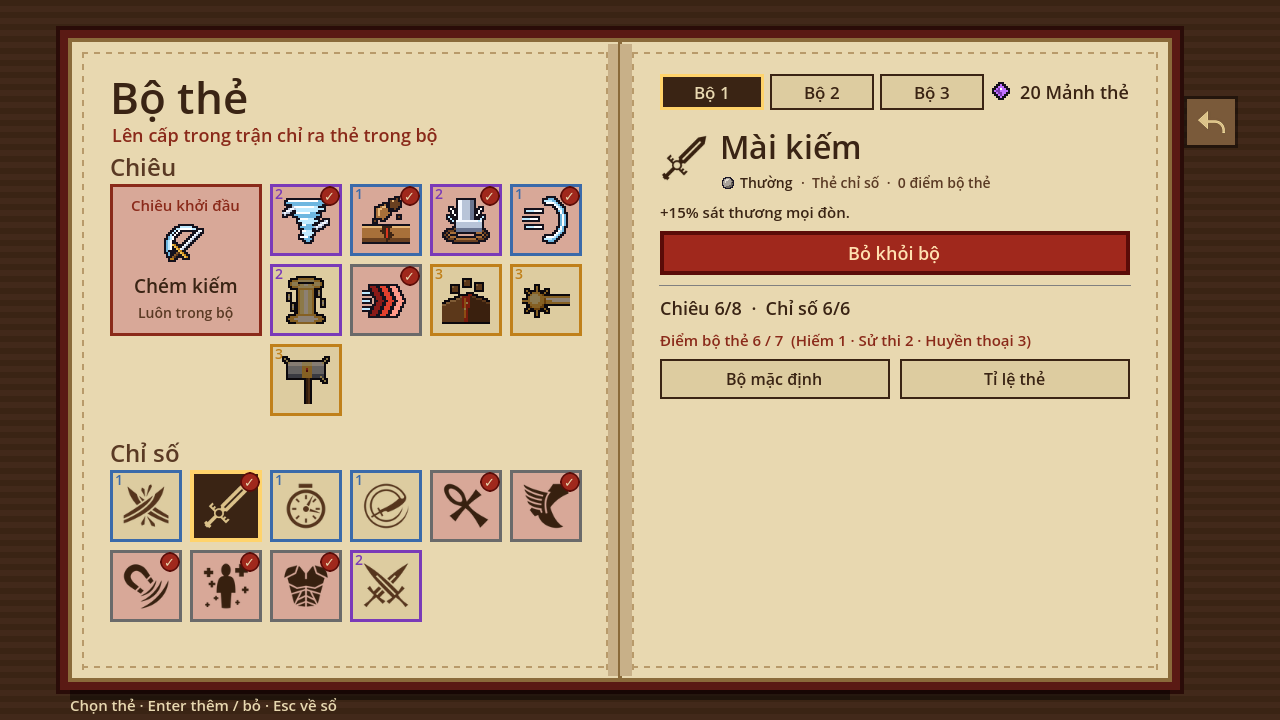 Bộ thẻ
Lên cấp trong trận chỉ ra thẻ trong bộ
Chiêu
Chiêu khởi đầu
Chém kiếm
Luôn trong bộ
2
1
2
1
2
3
3
3
Chỉ số
1
1
1
2
Bộ 1
Bộ 2
Bộ 3
20 Mảnh thẻ
Mài kiếm
Thường · Thẻ chỉ số · 0 điểm bộ thẻ
+15% sát thương mọi đòn.
Bỏ khỏi bộ
Chiêu 6/8 · Chỉ số 6/6
Điểm bộ thẻ 6 / 7 (Hiếm 1 · Sử thi 2 · Huyền thoại 3)
Bộ mặc định
Tỉ lệ thẻ
Chọn thẻ · Enter thêm / bỏ · Esc về sổ